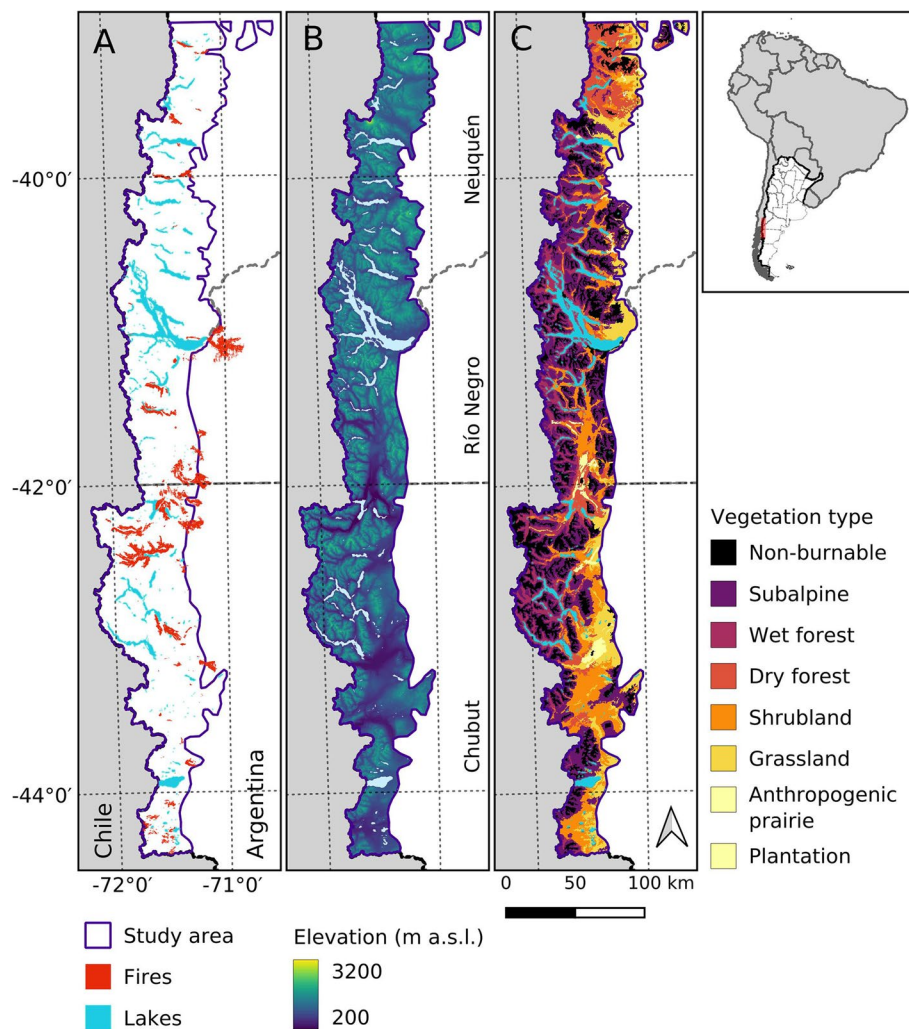 A
B
C
Neuquén
Río Negro
Chubut
Chile
Argentina
-40°0′
-42°0′
-44°0′
-72°0′
-71°0′
0 50 100 km
Study area
Fires
Lakes
Elevation (m a.s.l.)
3200
200
Vegetation type
Non-burnable
Subalpine
Wet forest
Dry forest
Shrubland
Grassland
Anthropogenic
prairie
Plantation